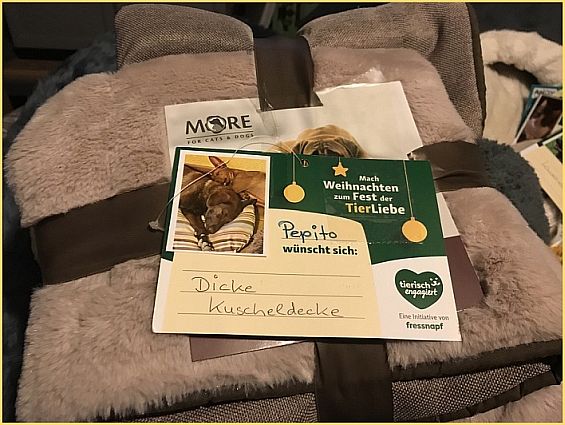 MORE
FOR CATS & DOGS
Mach
Weihnachten
zum Fest der
TierLiebe
Pepito
wünscht sich:
Dicke
Kuscheldecke
tierisch
engagiert
Eine Initiative von
fressnapf